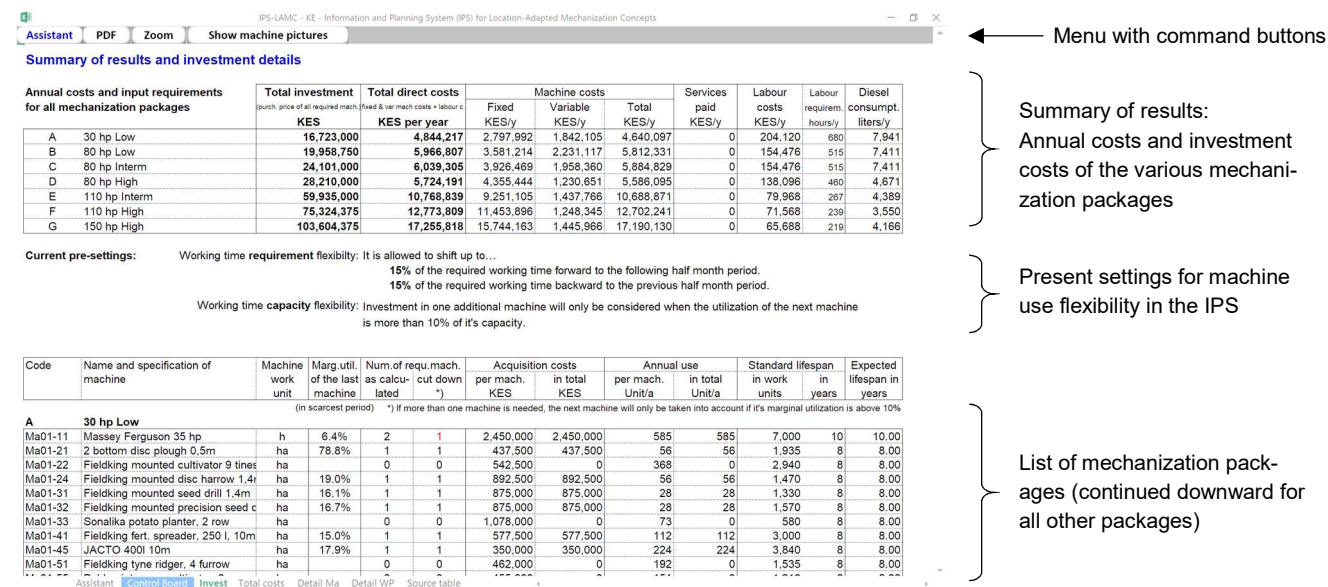 IPS-LAMC - KE - Information and Planning System (IPS) for Location-Adapted Mechanization Concepts
Assistant PDF Zoom Show machine pictures
Menu with command buttons
Summary of results and investment details
Annual costs and input requirements Total investment Total direct costs Machine costs Services Labour Labour Diesel
for all mechanization packages (purch. price of all required mach.) fixed & var mach costs + labour c. Fixed Variable Total paid costs requirem. consumpt.
KES KES per year KES/y KES/y KES/y KES/y KES/y hours/y liters/y
A 30 hp Low 16,723,000 4,844,217 2,797,992 1,842,105 4,640,097 0 204,120 680 7,941
B 80 hp Low 19,958,750 5,966,807 3,581,214 2,231,117 5,812,331 0 154,476 515 7,411
C 80 hp Interm 24,101,000 6,039,305 3,926,469 1,958,360 5,884,829 0 154,476 515 7,411
D 80 hp High 28,210,000 5,724,191 4,355,444 1,230,651 5,586,095 0 138,096 460 4,671
E 110 hp Interm 59,935,000 10,768,839 9,251,105 1,437,766 10,688,871 0 79,968 267 4,389
F 110 hp High 75,324,375 12,773,809 11,453,896 1,248,345 12,702,241 0 71,568 239 3,550
G 150 hp High 103,604,375 17,255,818 15,744,163 1,445,966 17,190,130 0 65,688 219 4,166
Summary of results:
Annual costs and investment
costs of the various mechani-
zation packages
Current pre-settings: Working time requirement flexibilty: It is allowed to shift up to...
15% of the required working time forward to the following half month period.
15% of the required working time backward to the previous half month period.
Working time capacity flexibility: Investment in one additional machine will only be considered when the utilization of the next machine
is more than 10% of it's capacity.
Present settings for machine
use flexibility in the IPS
Code Name and specification of Machine Marg.util. Num.of requ.mach. Acquisition costs Annual use Standard lifespan Expected
machine work of the last as calcu- cut down per mach. in total per mach. in total in work in lifespan in
unit machine lated *) KES KES Unit/a Unit/a units years years
(in scarcest period) *) If more than one machine is needed, the next machine will only be taken into account if it's marginal utilization is above 10%
A 30 hp Low
Ma01-11 Massey Ferguson 35 hp h 6.4% 2 1 2,450,000 2,450,000 585 585 7,000 10 10.00
Ma01-21 2 bottom disc plough 0,5m ha 78.8% 1 1 437,500 437,500 56 56 1,935 8 8.00
Ma01-22 Fieldking mounted cultivator 9 tines ha 0 0 542,500 0 368 0 2,940 8 8.00
Ma01-24 Fieldking mounted disc harrow 1,4 ha 19.0% 1 1 892,500 892,500 56 56 1,470 8 8.00
Ma01-31 Fieldking mounted seed drill 1,4m ha 16.1% 1 1 875,000 875,000 28 28 1,330 8 8.00
Ma01-32 Fieldking mounted precision seed ha 16.7% 1 1 875,000 875,000 28 28 1,570 8 8.00
Ma01-33 Sonalika potato planter, 2 row ha 0 0 1,078,000 0 73 0 580 8 8.00
Ma01-41 Fieldking fert. spreader, 250 l, 10m ha 15.0% 1 1 577,500 577,500 112 112 3,000 8 8.00
Ma01-45 JACTO 400l 10m ha 17.9% 1 1 350,000 350,000 224 224 3,840 8 8.00
Ma01-51 Fieldking tyne ridger, 4 furrow ha 0 0 462,000 0 192 0 1,535 8 8.00
List of mechanization pack-
ages (continued downward for
all other packages)
Assistant Control Board Invest Total costs Detail Ma Detail WP Source table